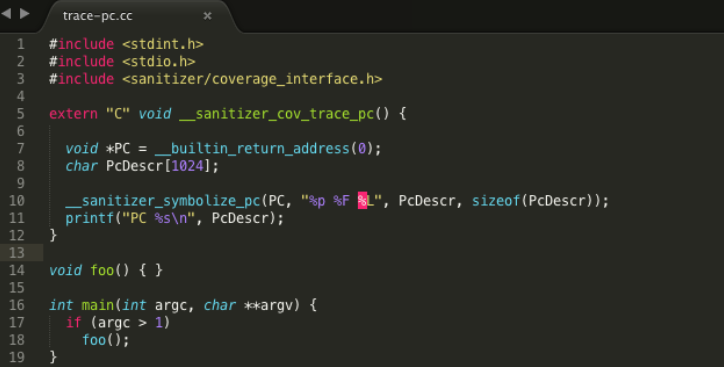 trace-pc.cc ×
1 #include <stdint.h>
2 #include <stdio.h>
3 #include <sanitizer/coverage_interface.h>
4
5 extern "C" void __sanitizer_cov_trace_pc() {
6
7   void *PC = __builtin_return_address(0);
8   char PcDescr[1024];
9
10   __sanitizer_symbolize_pc(PC, "%p %F %L", PcDescr, sizeof(PcDescr));
11   printf("PC %s\n", PcDescr);
12 }
13
14 void foo() { }
15
16 int main(int argc, char **argv) {
17   if (argc > 1)
18     foo();
19 }